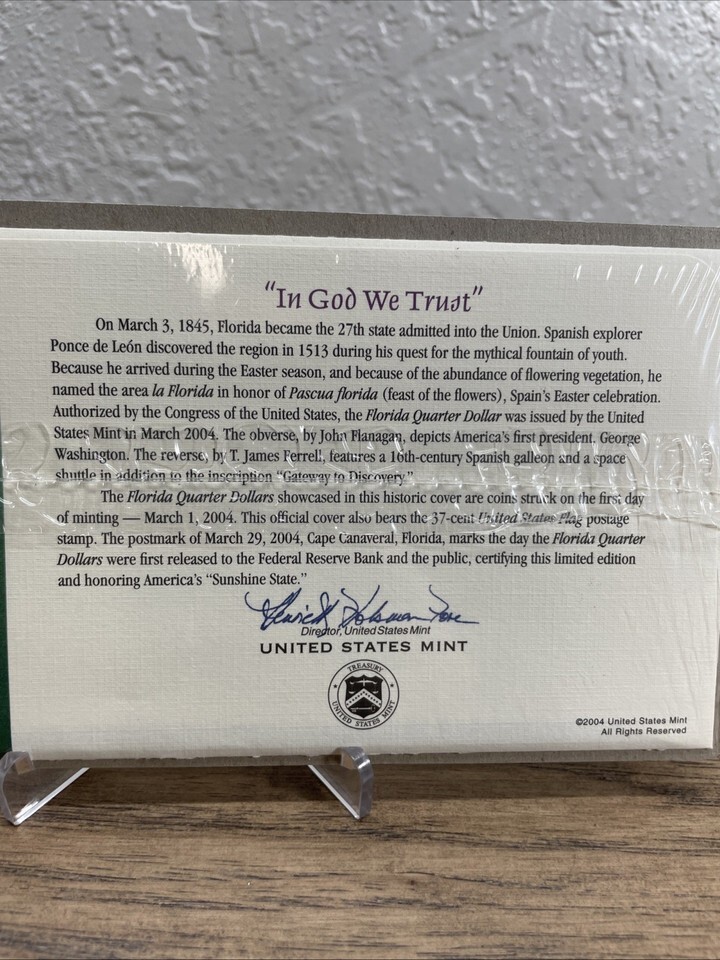 "In God We Trust"
On March 3, 1845, Florida became the 27th state admitted into the Union. Spanish explorer
Ponce de León discovered the region in 1513 during his quest for the mythical fountain of youth.
Because he arrived during the Easter season, and because of the abundance of flowering vegetation, he
named the area la Florida in honor of Pascua florida (feast of the flowers), Spain's Easter celebration.
Authorized by the Congress of the United States, the Florida Quarter Dollar was issued by the United
States Mint in March 2004. The obverse, by John Flanagan, depicts America's first president, George
Washington. The reverse, by T. James Ferrell, features a 16th-century Spanish galleon and a space
shuttle in addition to the inscription "Gateway to Discovery."
The Florida Quarter Dollars showcased in this historic cover are coins struck on the first day
of minting — March 1, 2004. This official cover also bears the 37-cent United States Flag postage
stamp. The postmark of March 29, 2004, Cape Canaveral, Florida, marks the day the Florida Quarter
Dollars were first released to the Federal Reserve Bank and the public, certifying this limited edition
and honoring America's "Sunshine State."
Henrietta Holsman Fore
Director, United States Mint
UNITED STATES MINT
TREASURY
UNITED STATES MINT
©2004 United States Mint
All Rights Reserved